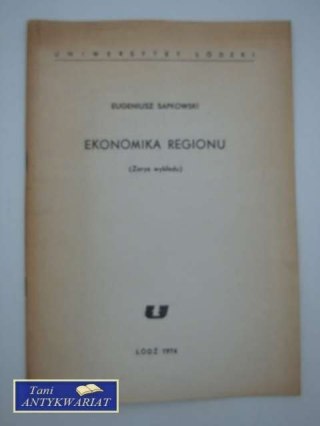 UNIWERSYTET ŁÓDZKI
EUGENIUSZ SAPKOWSKI
EKONOMIKA REGIONU
(Zarys wykładu)
ŁÓDŹ 1974
Tani
ANTYKWARIAT